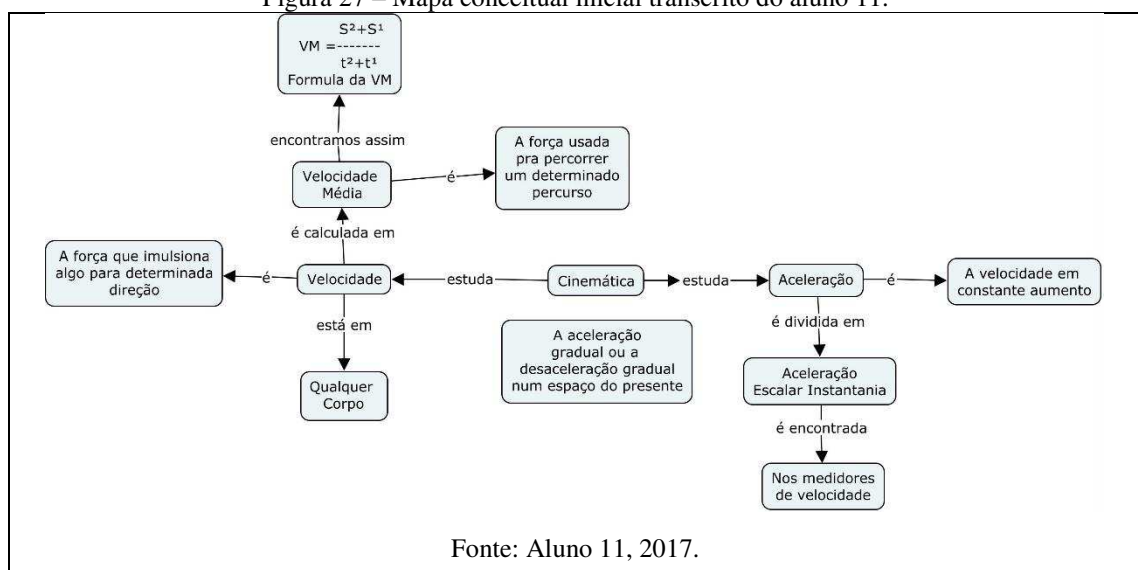 Figura 27 – Mapa conceitual inicial transcrito do aluno 11.
S²+S¹
VM =-------
t²+t¹
Formula da VM
encontramos assim
Velocidade
Média
é
A força usada
pra percorrer
um determinado
percurso
é calculada em
A força que imulsiona
algo para determinada
direção
é
Velocidade
estuda
Cinemática
estuda
Aceleração
é
A velocidade em
constante aumento
está em
Qualquer
Corpo
A aceleração
gradual ou a
desaceleração gradual
num espaço do presente
é dividida em
Aceleração
Escalar Instantania
é encontrada
Nos medidores
de velocidade
Fonte: Aluno 11, 2017.